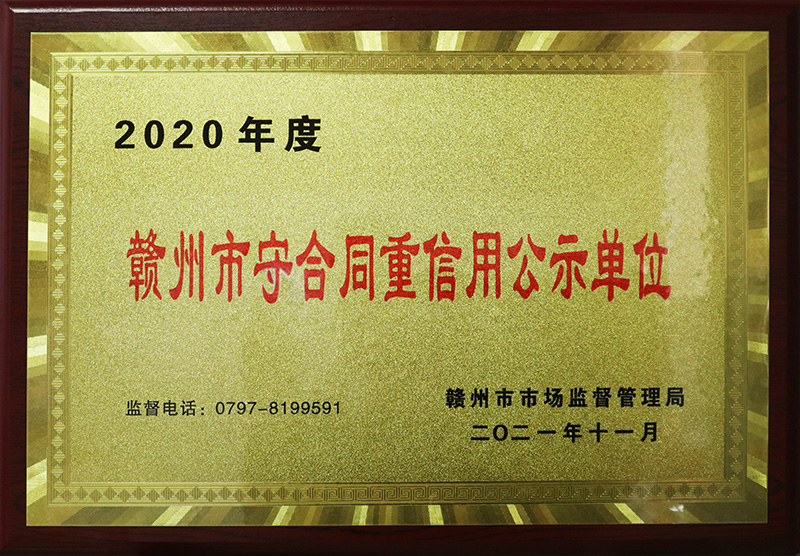 2020年度
赣州市守合同重信用公示单位
监督电话：0797-8199591
赣州市市场监督管理局
二〇二一年十一月